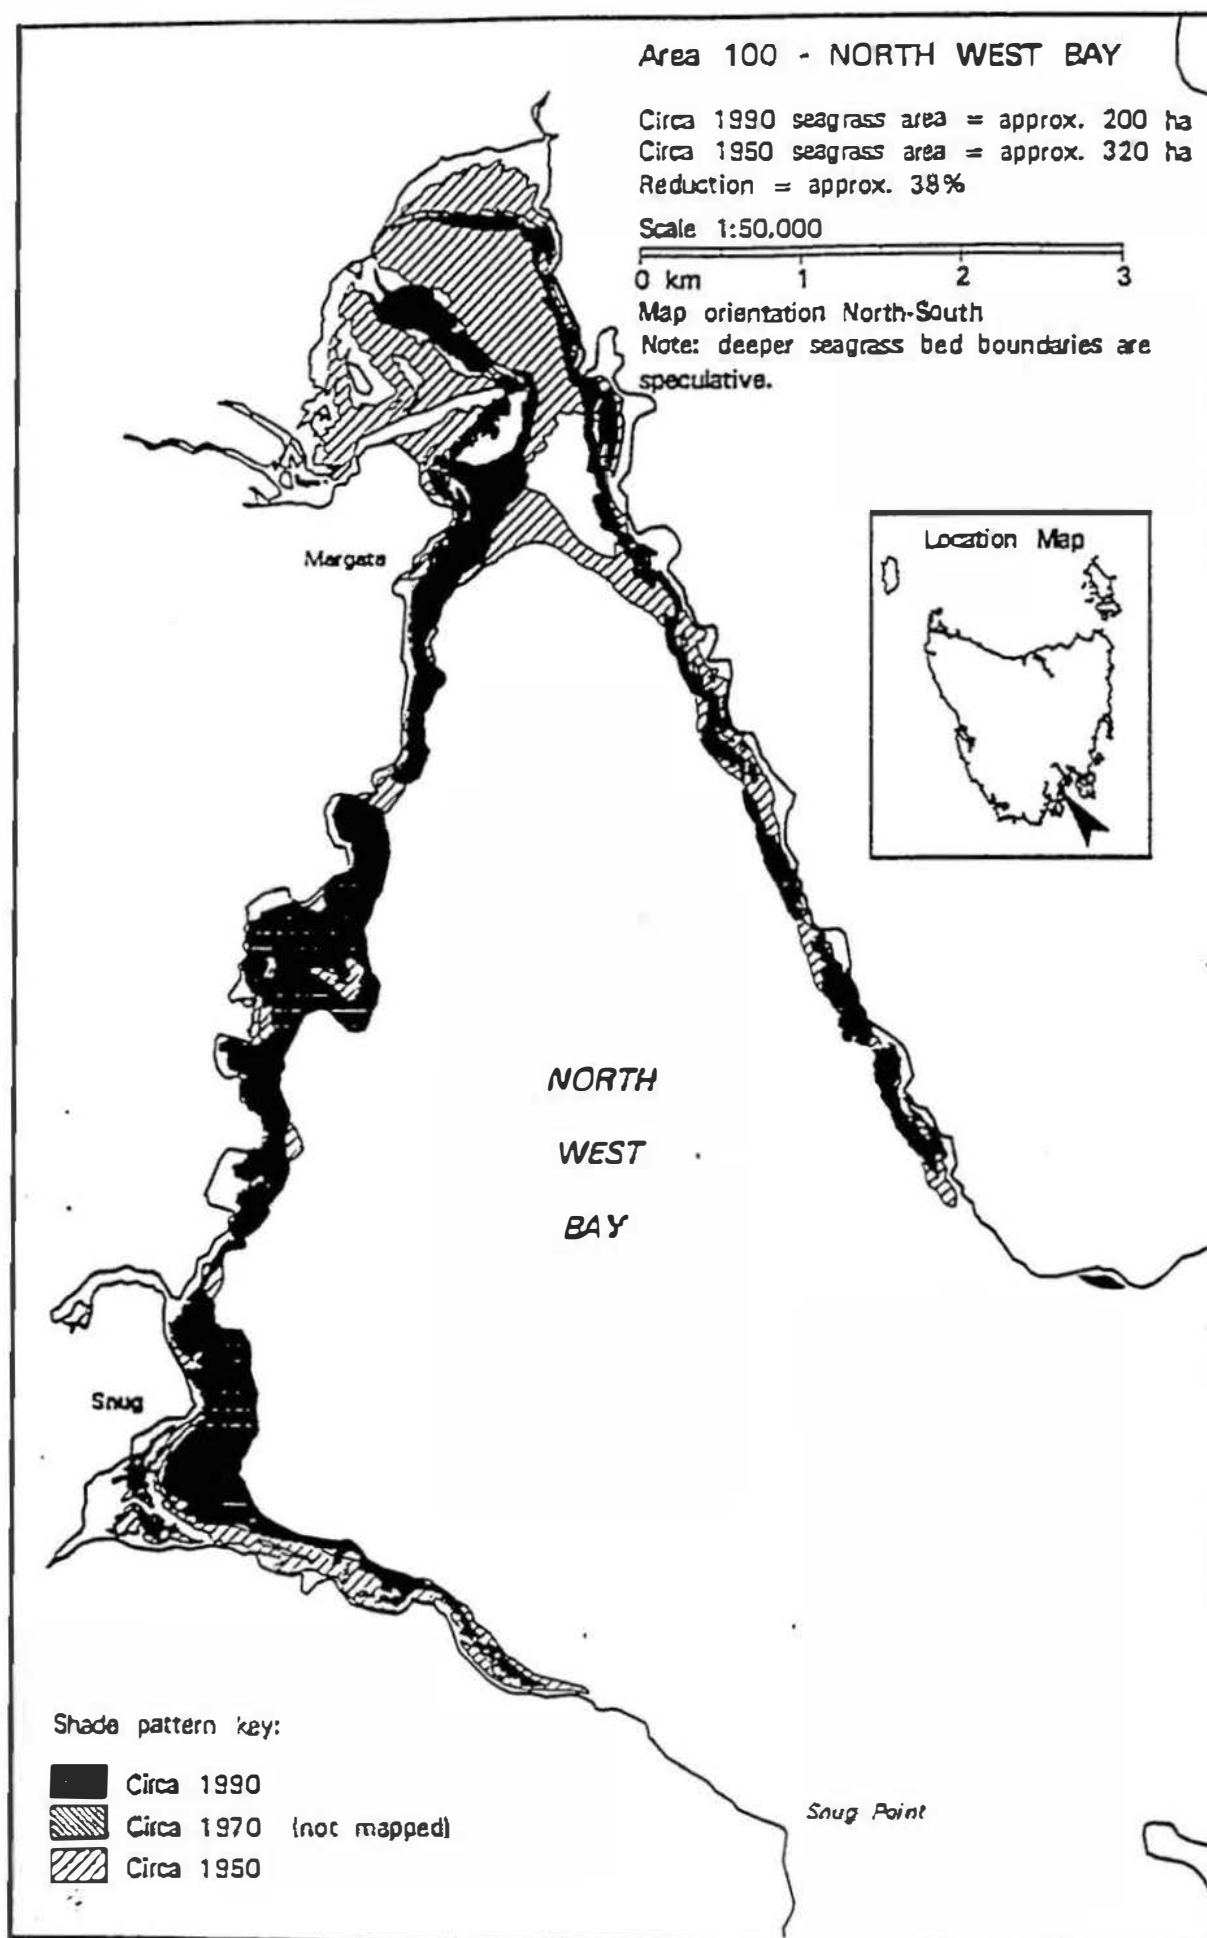 Area 100 - NORTH WEST BAY
Circa 1990 seagrass area = approx. 200 ha
Circa 1950 seagrass area = approx. 320 ha
Reduction = approx. 38%
Scale 1:50,000
0 km 1 2 3
Map orientation North-South
Note: deeper seagrass bed boundaries are
speculative.
Location Map
Margate
NORTH
WEST
BAY
Snug
Shade pattern key:
Circa 1990
Circa 1970 (not mapped)
Circa 1950
Snug Point